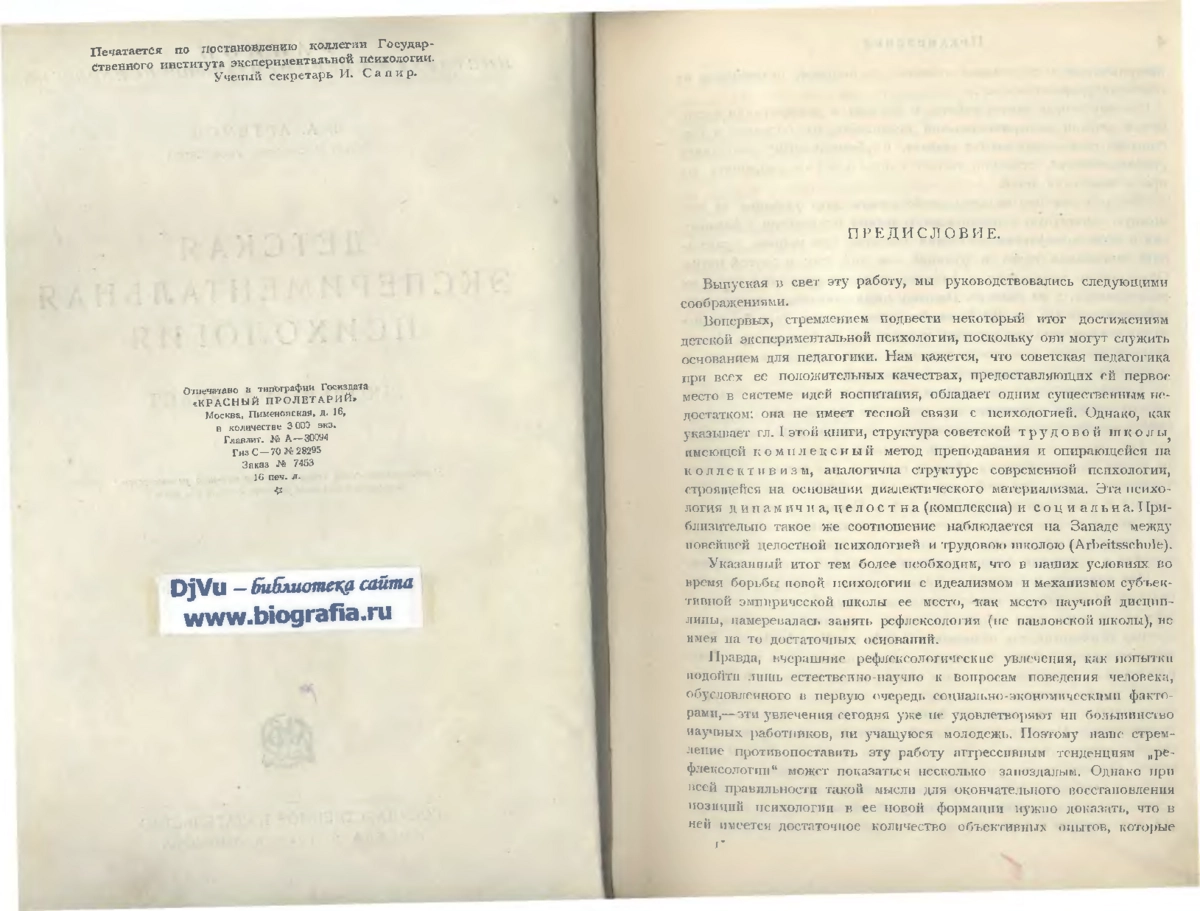 Печатается по постановлению коллегии Государ-
ственного института экспериментальной психологии.
Ученый секретарь И. Сапир.
Отпечатано в типографии Госиздата
«КРАСНЫЙ ПРОЛЕТАРИЙ»
Москва, Пименовская, д. 16,
в количестве 3 000 экз.
Главлит. № А—30094
Гиз С—70 № 28295
Заказ № 7453
16 печ. л.
DjVu – библиотека сайта
www.biografia.ru
ПРЕДИСЛОВИЕ.
Выпуская в свет эту работу, мы руководствовались следующими
соображениями.
Вопервых, стремлением подвести некоторый итог достижениям
детской экспериментальной психологии, поскольку они могут служить
основанием для педагогики. Нам кажется, что советская педагогика
при всех ее положительных качествах, предоставляющих ей первое
место в системе идей воспитания, обладает одним существенным не-
достатком: она не имеет тесной связи с психологией. Однако, как
указывает гл. I этой книги, структура советской трудовой школы,
имеющей комплексный метод преподавания и опирающейся на
коллективизм, аналогична структуре современной психологии,
строящейся на основании диалектического материализма. Эта психо-
логия динамична, целостна (комплексна) и социальна. При-
близительно такое же соотношение наблюдается на Западе между
новейшей целостной психологией и трудовою школою (Arbeitsschule).
Указанный итог тем более необходим, что в наших условиях во
время борьбы новой психологии с идеализмом и механизмом субъек-
тивной эмпирической школы ее место, как место научной дисцип-
лины, намеревалась занять рефлексология (не павловской школы), не
имея на то достаточных оснований.
Правда, вчерашние рефлексологические увлечения, как попытки
подойти лишь естественно-научно к вопросам поведения человека,
обусловленного в первую очередь социально-экономическими факто-
рами,—эти увлечения сегодня уже не удовлетворяют ни большинство
научных работников, ни учащуюся молодежь. Поэтому наше стрем-
ление противопоставить эту работу аггрессивным тенденциям „ре-
флексологии“ может показаться несколько запоздалым. Однако при
всей правильности такой мысли для окончательного восстановления
позиций психологии в ее новой формации нужно доказать, что в
ней имеется достаточное количество объективных опытов, которые
1*